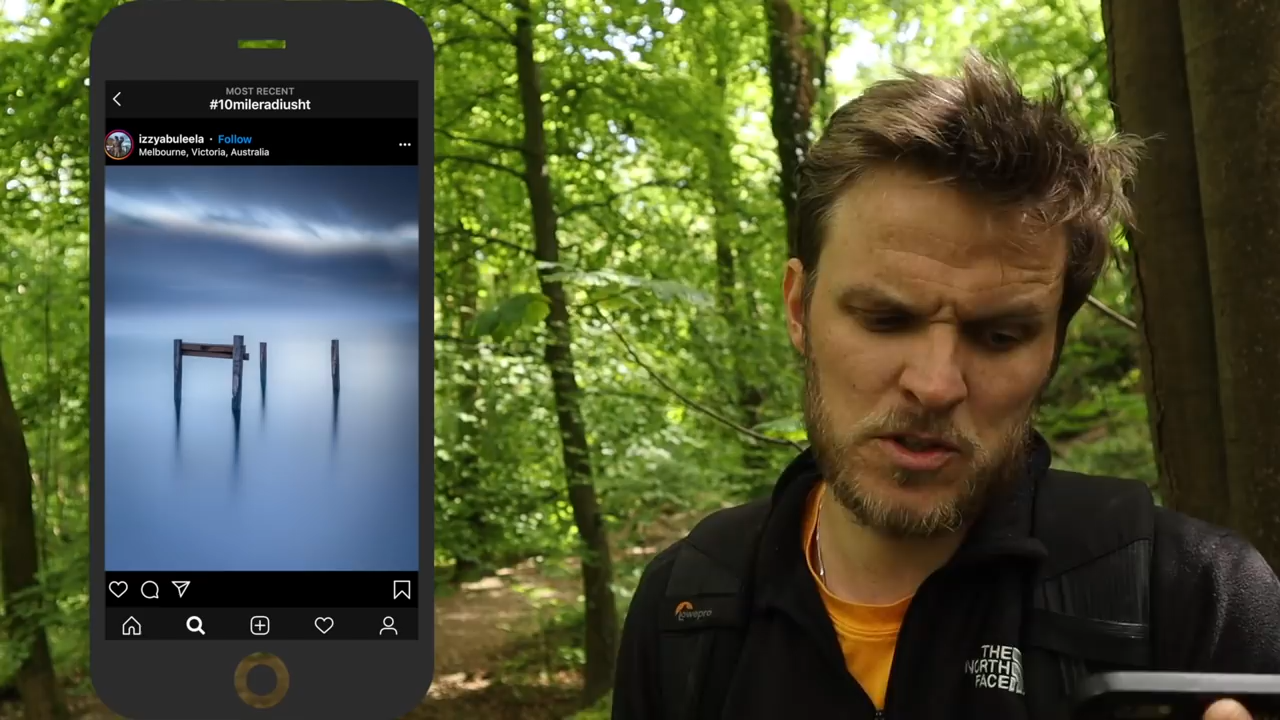 MOST RECENT
#10mileradiusht
izzyabuleela · Follow
Melbourne, Victoria, Australia
lowepro
THE
NORTH
FACE